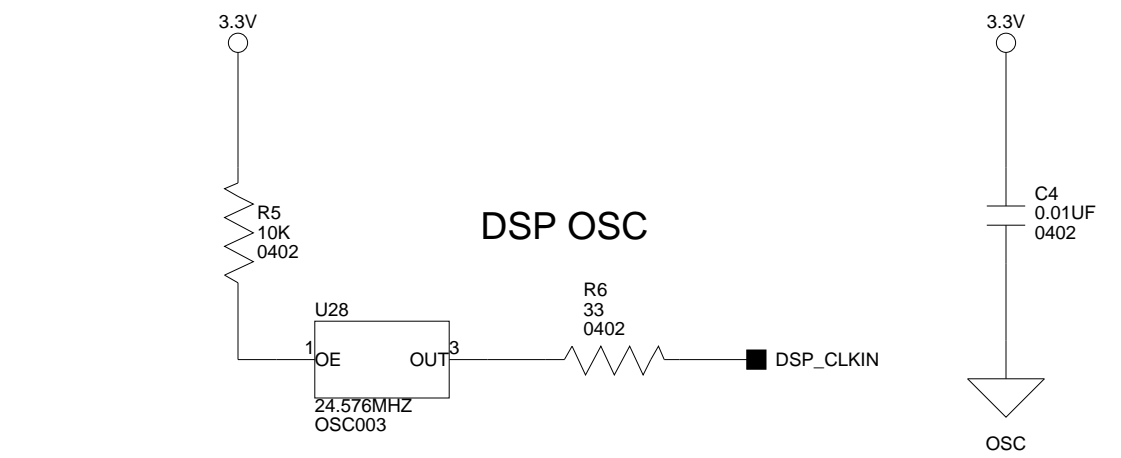 3.3V
3.3V
R5
10K
0402
DSP OSC
C4
0.01UF
0402
R6
33
0402
U28
1
OE
OUT
3
DSP_CLKIN
24.576MHZ
OSC003
OSC